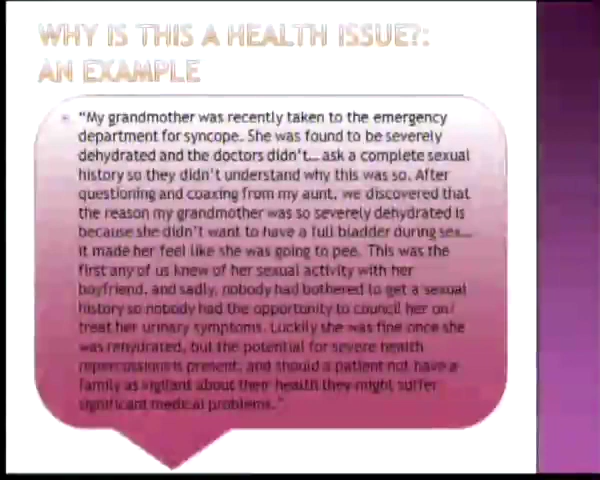 WHY IS THIS A HEALTH ISSUE?:
AN EXAMPLE
"My grandmother was recently taken to the emergency
department for syncope. She was found to be severely
dehydrated and the doctors didn't… ask a complete sexual
history so they didn't understand why this was so. After
questioning and coaxing from my aunt, we discovered that
the reason my grandmother was so severely dehydrated is
because she didn't want to have a full bladder during sex…
it made her feel like she was going to pee. This was the
first any of us knew of her sexual activity with her
boyfriend, and sadly, nobody had bothered to get a sexual
history so nobody had the opportunity to council her on/
treat her urinary symptoms. Luckily she was fine once she
was rehydrated, but the potential for severe health
repercussions is present, and should a patient not have a
family as vigilant about their health they might suffer
significant medical problems."